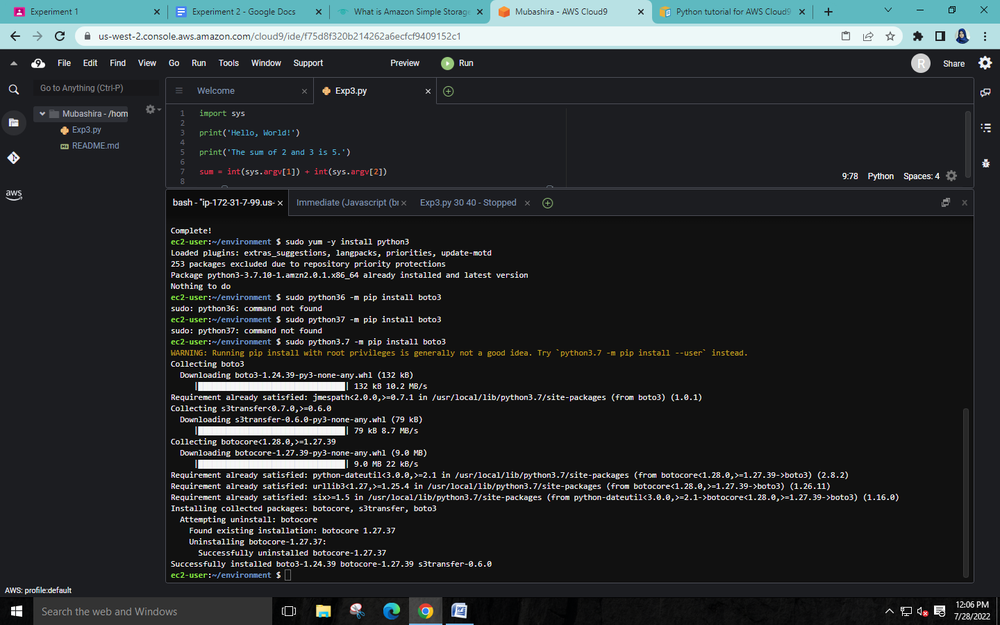 Experiment 1
Experiment 2 - Google Docs
What is Amazon Simple Storage
Mubashira - AWS Cloud9
Python tutorial for AWS Cloud9
us-west-2.console.aws.amazon.com/cloud9/ide/f75d8f320b214262a6ecfcf9409152c1
9 File Edit Find View Go Run Tools Window Support Preview Run R Share
Go to Anything (Ctrl-P)
Mubashira - /hom
Exp3.py
README.md
aws
Welcome
Exp3.py
1 import sys
2
3 print('Hello, World!')
4
5 print('The sum of 2 and 3 is 5.')
6
7 sum = int(sys.argv[1]) + int(sys.argv[2])
8
9:78 Python Spaces: 4
bash - "ip-172-31-7-99.us-
Immediate (Javascript (br
Exp3.py 30 40 - Stopped
Complete!
ec2-user:~/environment $ sudo yum -y install python3
Loaded plugins: extras_suggestions, langpacks, priorities, update-motd
253 packages excluded due to repository priority protections
Package python3-3.7.10-1.amzn2.0.1.x86_64 already installed and latest version
Nothing to do
ec2-user:~/environment $ sudo python36 -m pip install boto3
sudo: python36: command not found
ec2-user:~/environment $ sudo python37 -m pip install boto3
sudo: python37: command not found
ec2-user:~/environment $ sudo python3.7 -m pip install boto3
WARNING: Running pip install with root privileges is generally not a good idea. Try `python3.7 -m pip install --user` instead.
Collecting boto3
Downloading boto3-1.24.39-py3-none-any.whl (132 kB)
| 132 kB 10.2 MB/s
Requirement already satisfied: jmespath<2.0.0,>=0.7.1 in /usr/local/lib/python3.7/site-packages (from boto3) (1.0.1)
Collecting s3transfer<0.7.0,>=0.6.0
Downloading s3transfer-0.6.0-py3-none-any.whl (79 kB)
| 79 kB 8.7 MB/s
Collecting botocore<1.28.0,>=1.27.39
Downloading botocore-1.27.39-py3-none-any.whl (9.0 MB)
| 9.0 MB 22 kB/s
Requirement already satisfied: python-dateutil<3.0.0,>=2.1 in /usr/local/lib/python3.7/site-packages (from botocore<1.28.0,>=1.27.39->boto3) (2.8.2)
Requirement already satisfied: urllib3<1.27,>=1.25.4 in /usr/local/lib/python3.7/site-packages (from botocore<1.28.0,>=1.27.39->boto3) (1.26.11)
Requirement already satisfied: six>=1.5 in /usr/local/lib/python3.7/site-packages (from python-dateutil<3.0.0,>=2.1->botocore<1.28.0,>=1.27.39->boto3) (1.16.0)
Installing collected packages: botocore, s3transfer, boto3
Attempting uninstall: botocore
Found existing installation: botocore 1.27.37
Uninstalling botocore-1.27.37:
Successfully uninstalled botocore-1.27.37
Successfully installed boto3-1.24.39 botocore-1.27.39 s3transfer-0.6.0
ec2-user:~/environment $
AWS: profile:default
Search the web and Windows
12:06 PM
7/28/2022